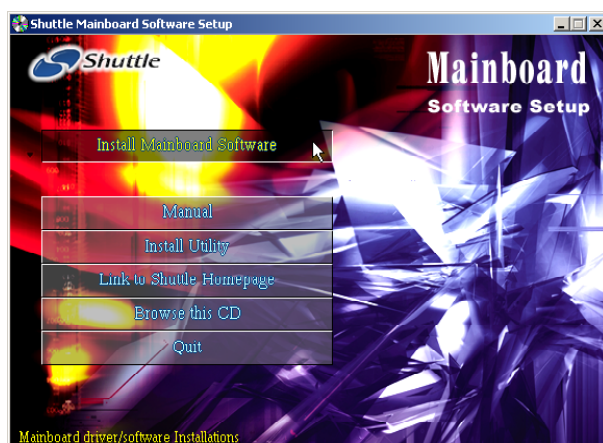 Shuttle Mainboard Software Setup
Shuttle
Mainboard
Software Setup
Install Mainboard Software
Manual
Install Utility
Link to Shuttle Homepage
Browse this CD
Quit
Mainboard driver/software Installations